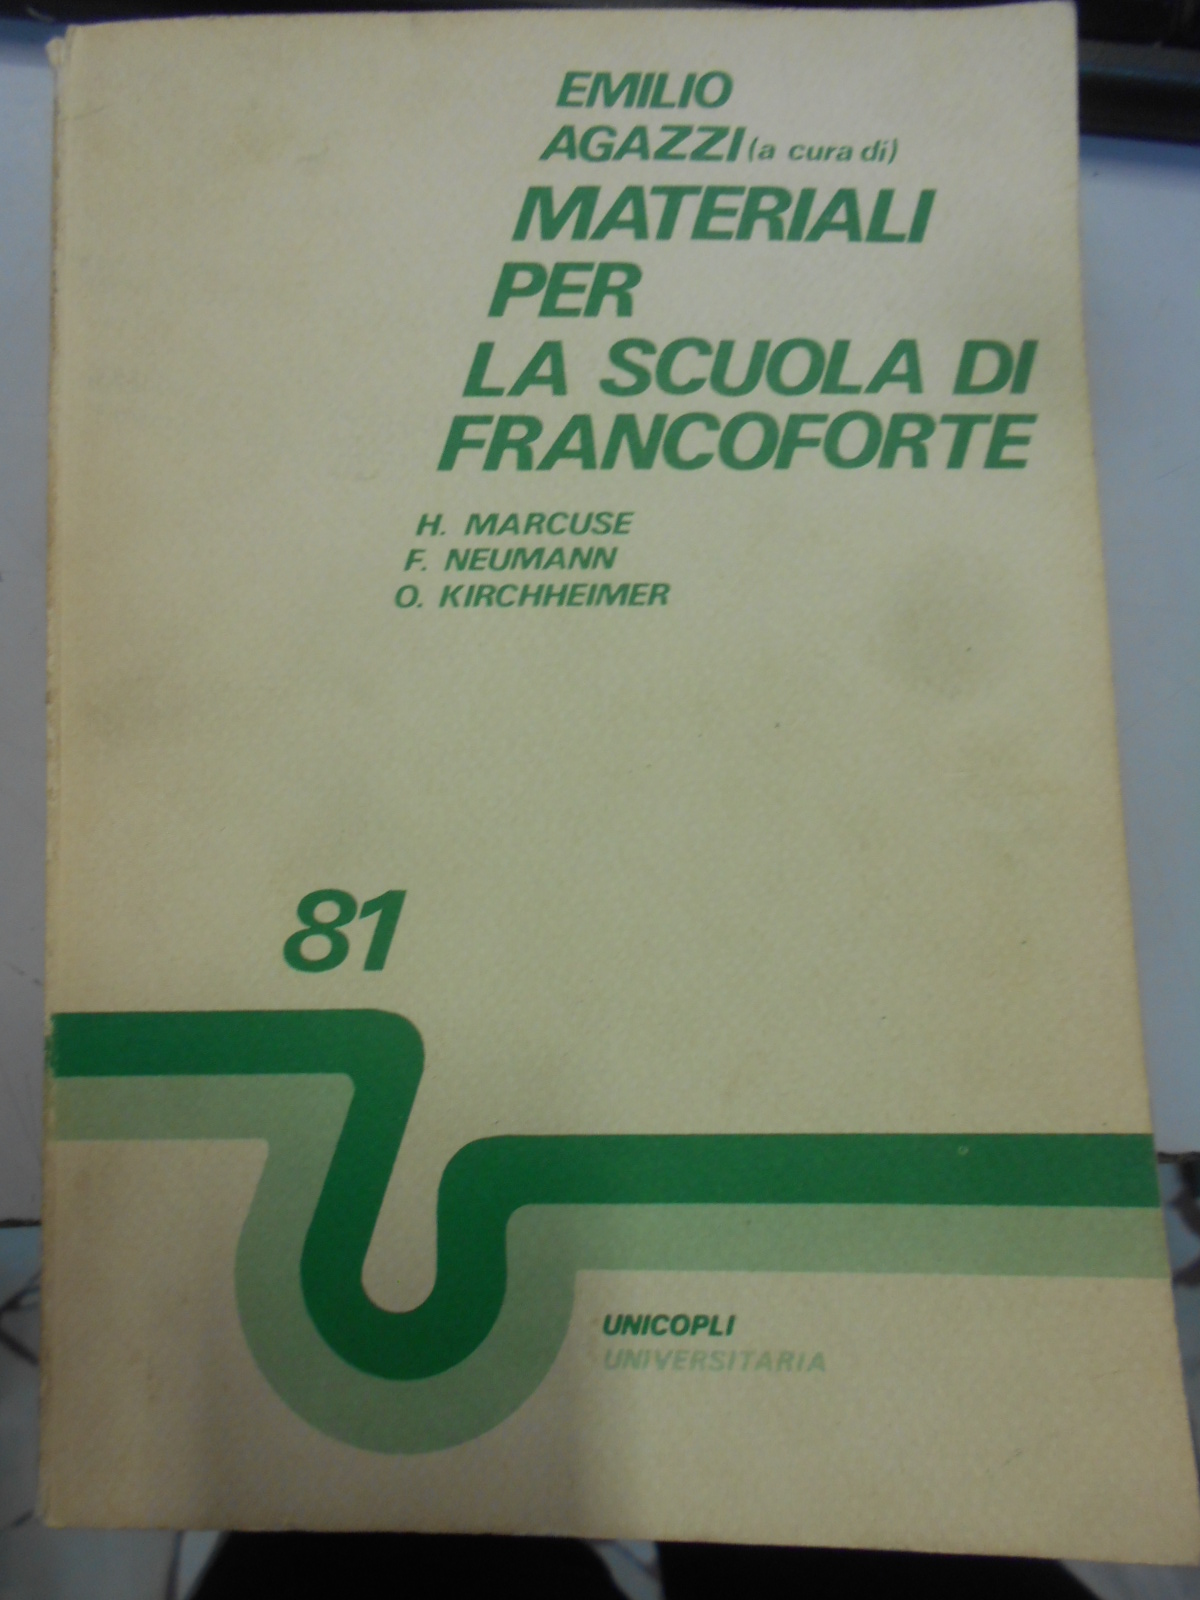 EMILIO
AGAZZI (a cura di)
MATERIALI
PER
LA SCUOLA DI
FRANCOFORTE
H. MARCUSE
F. NEUMANN
O. KIRCHHEIMER
81
UNICOPLI
UNIVERSITARIA